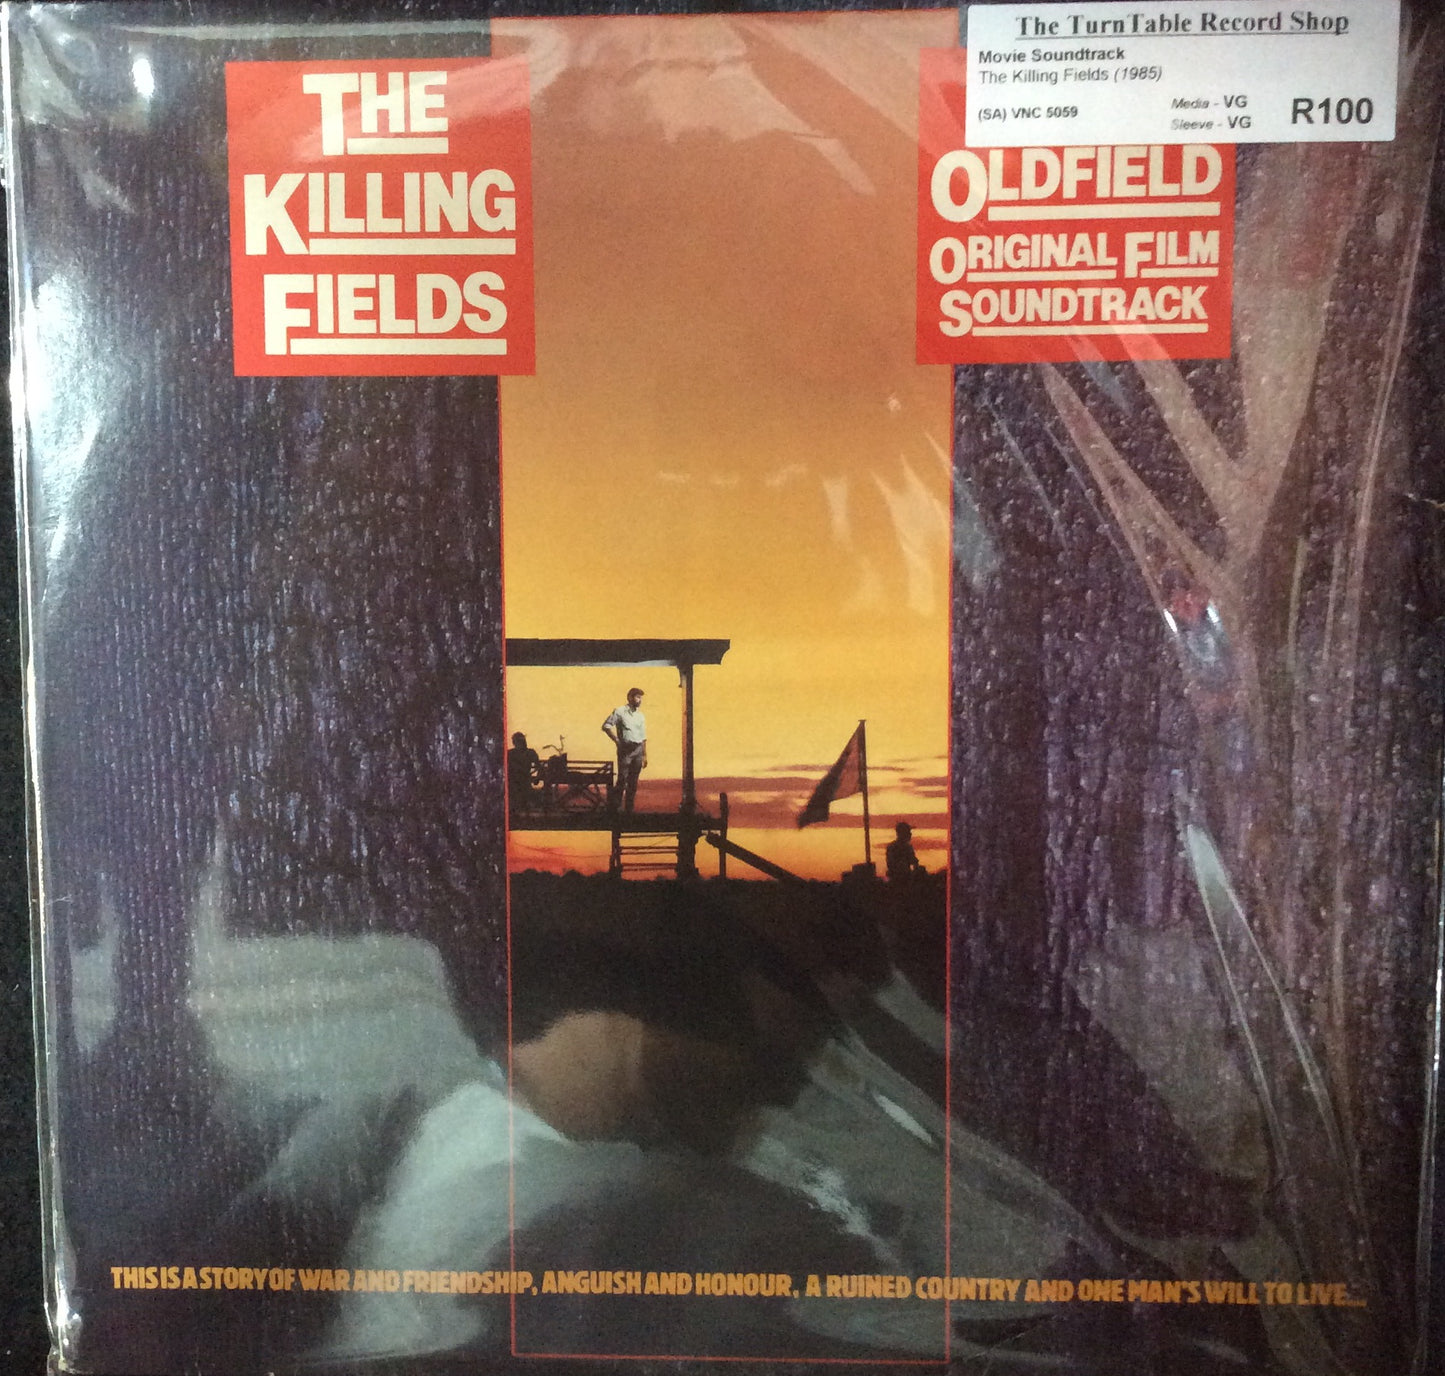 The TurnTable Record Shop
Movie Soundtrack
The Killing Fields (1985)
(SA) VNC 5059
Media - VG
Sleeve - VG
R100
THE
KILLING
FIELDS
OLDFIELD
ORIGINAL FILM
SOUNDTRACK
THIS IS A STORY OF WAR AND FRIENDSHIP, ANGUISH AND HONOUR, A RUINED COUNTRY AND ONE MAN'S WILL TO LIVE...